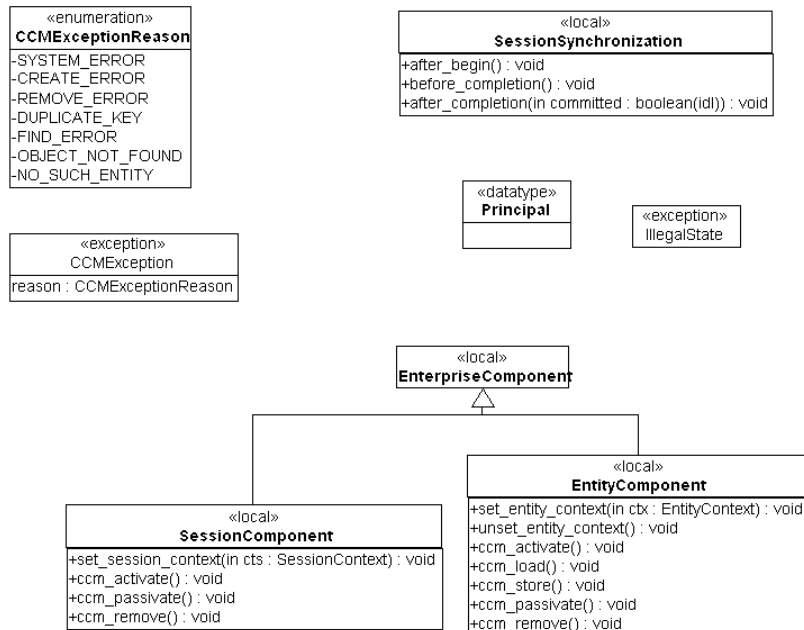 «enumeration»
CCMExceptionReason
-SYSTEM_ERROR
-CREATE_ERROR
-REMOVE_ERROR
-DUPLICATE_KEY
-FIND_ERROR
-OBJECT_NOT_FOUND
-NO_SUCH_ENTITY
«local»
SessionSynchronization
+after_begin() : void
+before_completion() : void
+after_completion(in committed : boolean(idl)) : void
«datatype»
Principal
«exception»
IllegalState
«exception»
CCMException
reason : CCMExceptionReason
«local»
EnterpriseComponent
«local»
SessionComponent
+set_session_context(in cts : SessionContext) : void
+ccm_activate() : void
+ccm_passivate() : void
+ccm_remove() : void
«local»
EntityComponent
+set_entity_context(in ctx : EntityContext) : void
+unset_entity_context() : void
+ccm_activate() : void
+ccm_load() : void
+ccm_store() : void
+ccm_passivate() : void
+ccm_remove() : void